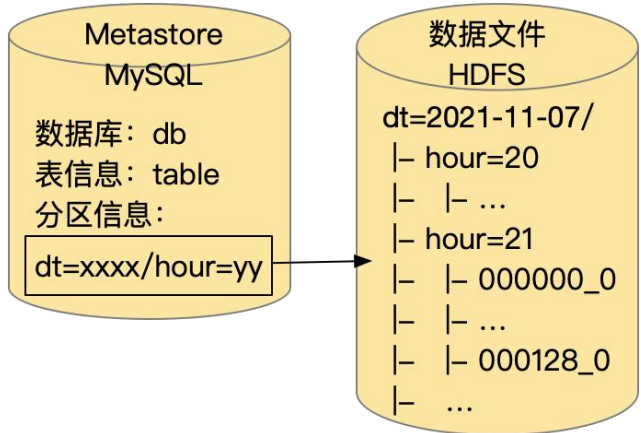 Metastore
MySQL
数据库：db
表信息：table
分区信息：
dt=xxxx/hour=yy
数据文件
HDFS
dt=2021-11-07/
|– hour=20
|–  |– ...
|– hour=21
|–  |– 000000_0
|–  |– ...
|–  |– 000128_0
|–  ...